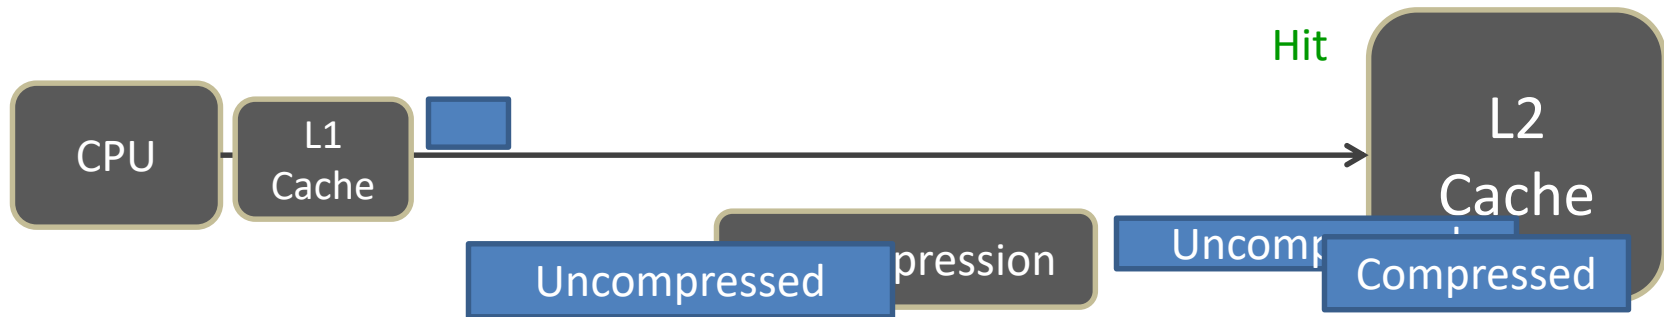 Hit
CPU
L1
Cache
L2
Cache
Uncompressed
pression
Uncomp
Compressed